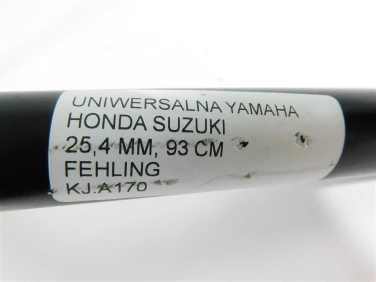 UNIWERSALNA YAMAHA
HONDA SUZUKI
25,4 MM, 93 CM
FEHLING
KJ.A170